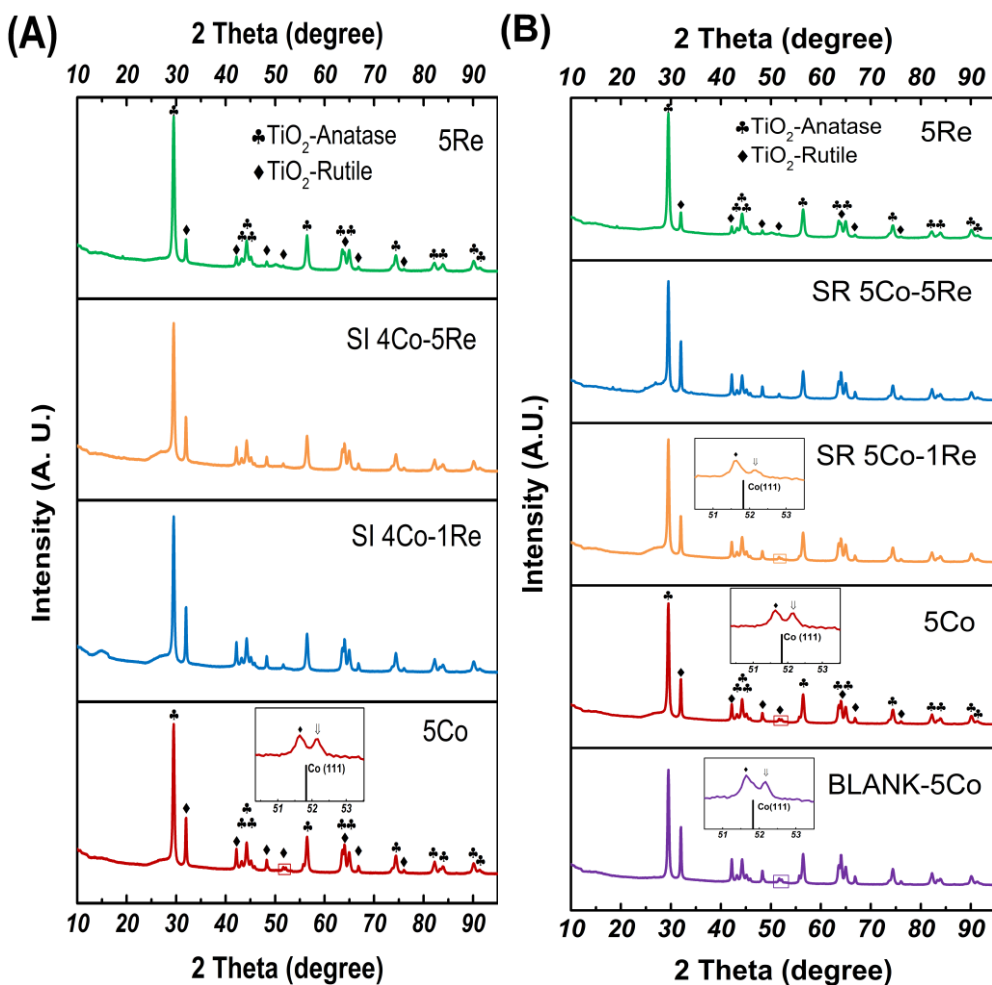 (A)
2 Theta (degree)
10 20 30 40 50 60 70 80 90
♣TiO2-Anatase
♦TiO2-Rutile
5Re
SI 4Co-5Re
SI 4Co-1Re
5Co
Co (111)
51 52 53
Intensity (A. U.)
10 20 30 40 50 60 70 80 90
2 Theta (degree)
(B)
2 Theta (degree)
10 20 30 40 50 60 70 80 90
♣TiO2-Anatase
♦TiO2-Rutile
5Re
SR 5Co-5Re
SR 5Co-1Re
Co(111)
51 52 53
5Co
Co (111)
51 52 53
BLANK-5Co
Co(111)
51 52 53
Intensity (A.U.)
10 20 30 40 50 60 70 80 90
2 Theta (degree)